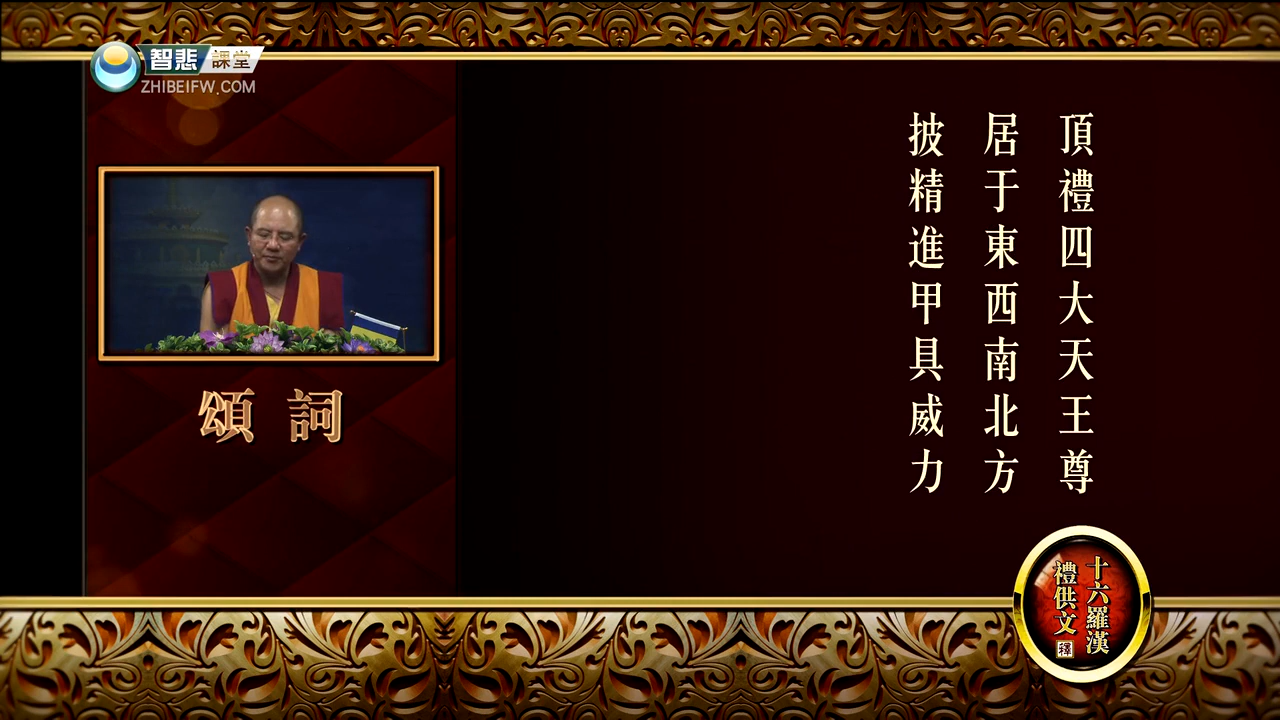 智悲課堂
ZHIBEIFW.COM
頂禮四大天王尊
居于東西南北方
披精進甲具威力
頌詞
十六羅漢
禮供文
釋